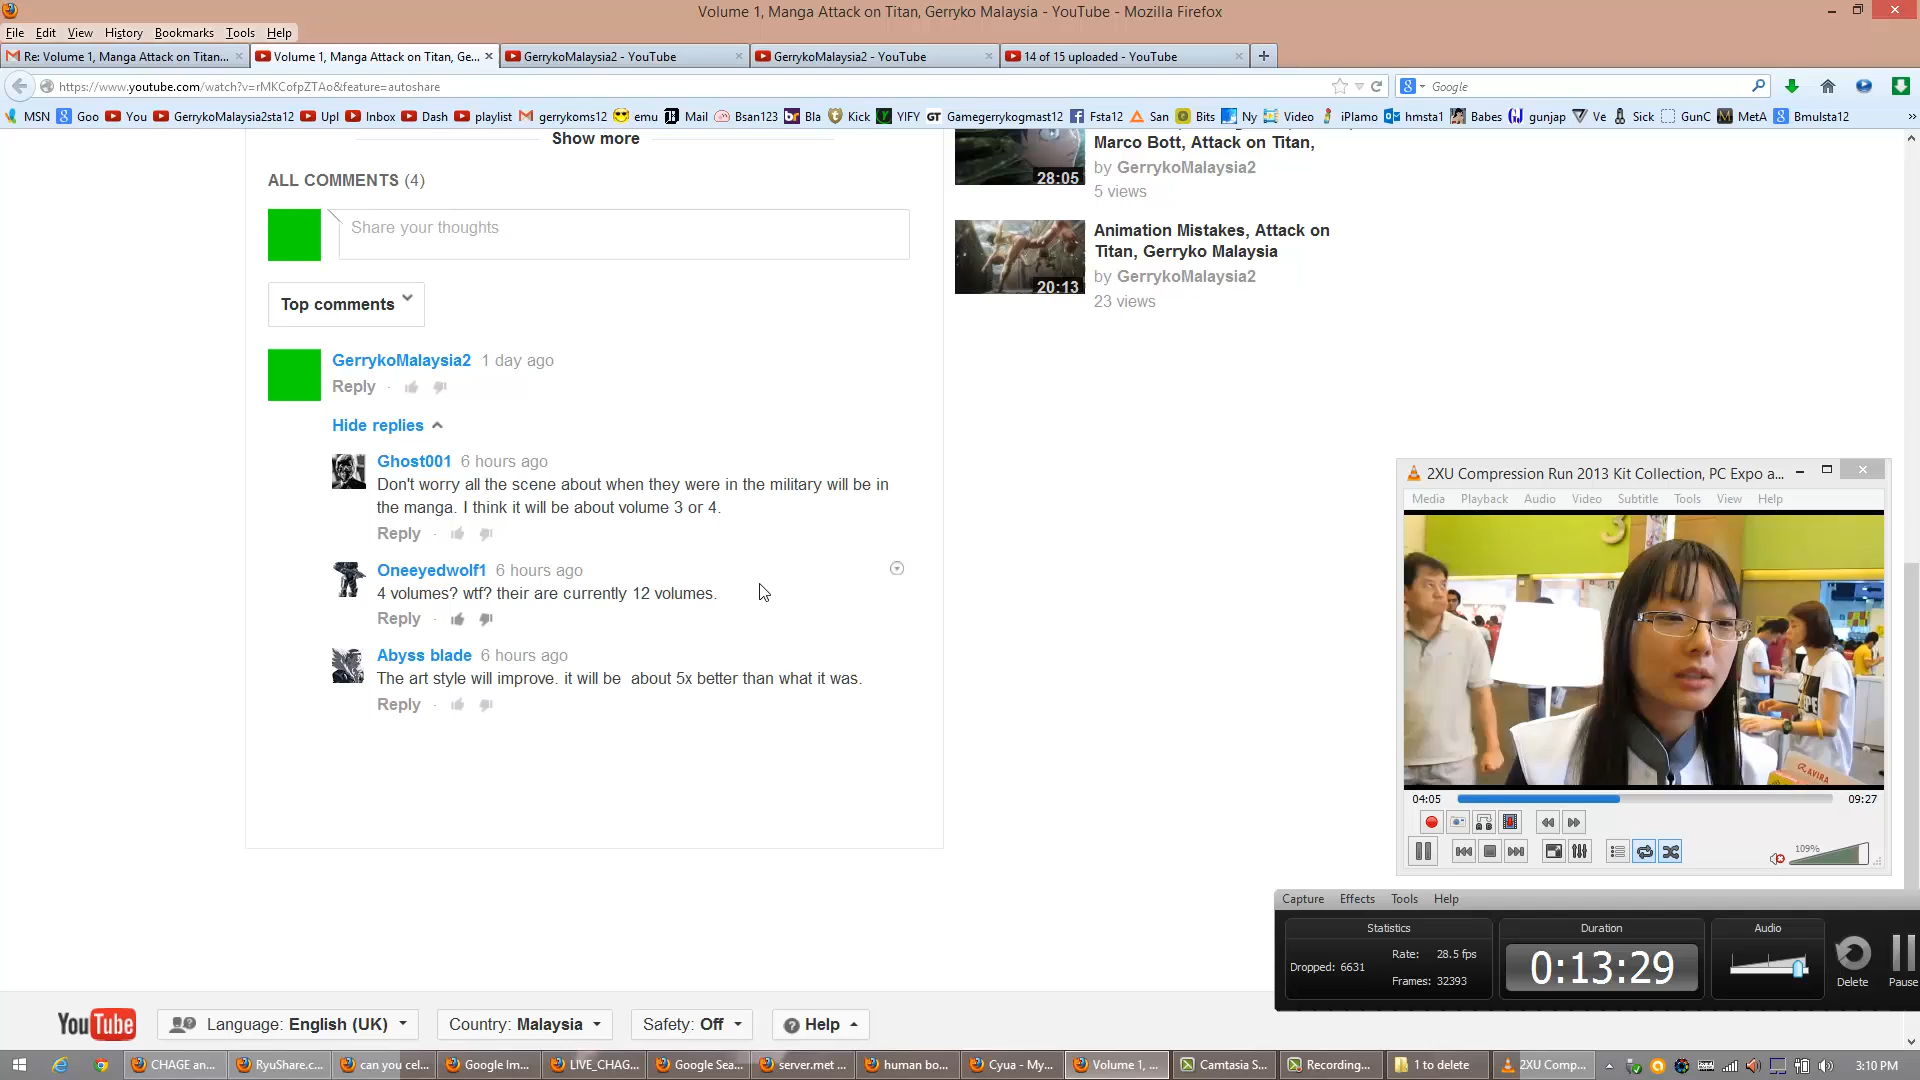 Volume 1, Manga Attack on Titan, Gerryko Malaysia - YouTube - Mozilla Firefox
File Edit View History Bookmarks Tools Help
Re: Volume 1, Manga Attack on Titan...
Volume 1, Manga Attack on Titan, Ge...
GerrykoMalaysia2 - YouTube
GerrykoMalaysia2 - YouTube
14 of 15 uploaded - YouTube
https://www.youtube.com/watch?v=rMKCofpZTAo&feature=autoshare
Google
MSN Goo You GerrykoMalaysia2sta12 Upl Inbox Dash playlist gerrykoms12 emu Mail Bsan123 Bla Kick YIFY Gamegerrykogmast12 Fsta12 San Bits Ny Video iPlamo hmsta1 Babes gunjap Ve Sick GunC MetA Bmulsta12
Show more
ALL COMMENTS (4)
Share your thoughts
Top comments
GerrykoMalaysia2 1 day ago
Reply
Hide replies
Ghost001 6 hours ago
Don't worry all the scene about when they were in the military will be in
the manga. I think it will be about volume 3 or 4.
Reply
Oneeyedwolf1 6 hours ago
4 volumes? wtf? their are currently 12 volumes.
Reply
Abyss blade 6 hours ago
The art style will improve. it will be about 5x better than what it was.
Reply
28:05
Marco Bott, Attack on Titan,
by GerrykoMalaysia2
5 views
20:13
Animation Mistakes, Attack on
Titan, Gerryko Malaysia
by GerrykoMalaysia2
23 views
2XU Compression Run 2013 Kit Collection, PC Expo a...
Media Playback Audio Video Subtitle Tools View Help
3
AVIRA
04:05
09:27
109%
Capture Effects Tools Help
Statistics
Duration
Audio
Dropped: 6631
Rate: 28.5 fps
Frames: 32393
0:13:29
Delete
Pause
YouTube
Language: English (UK)
Country: Malaysia
Safety: Off
Help
CHAGE an...
RyuShare.c...
can you cel...
Google Im...
LIVE_CHAG...
Google Sea...
server.met ...
human bo...
Cyua - My...
Volume 1, ...
Camtasia S...
Recording...
1 to delete
2XU Comp...
3:10 PM